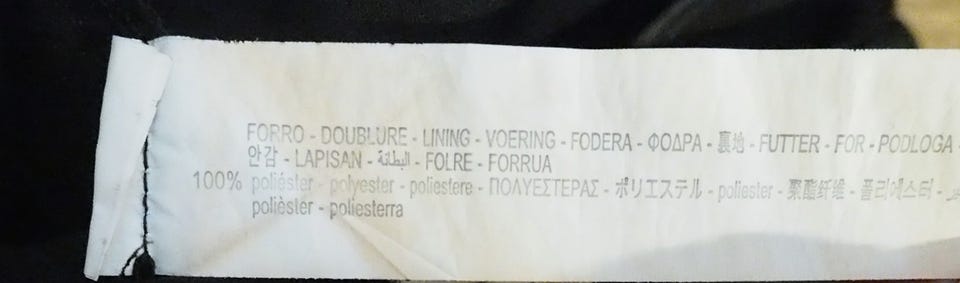 FORRO - DOUBLURE - LINING - VOERING - FODERA - ΦΟΔΡΑ - 裏地 - FUTTER - FOR - PODLOGA -
안감 - LAPISAN - البطانة - FOLRE - FORRUA
100% poliéster - polyester - poliestere - ΠΟΛΥΕΣΤΕΡΑΣ - ポリエステル - poliester - 聚酯纤维 - 폴리에스터 -
polièster - poliesterra